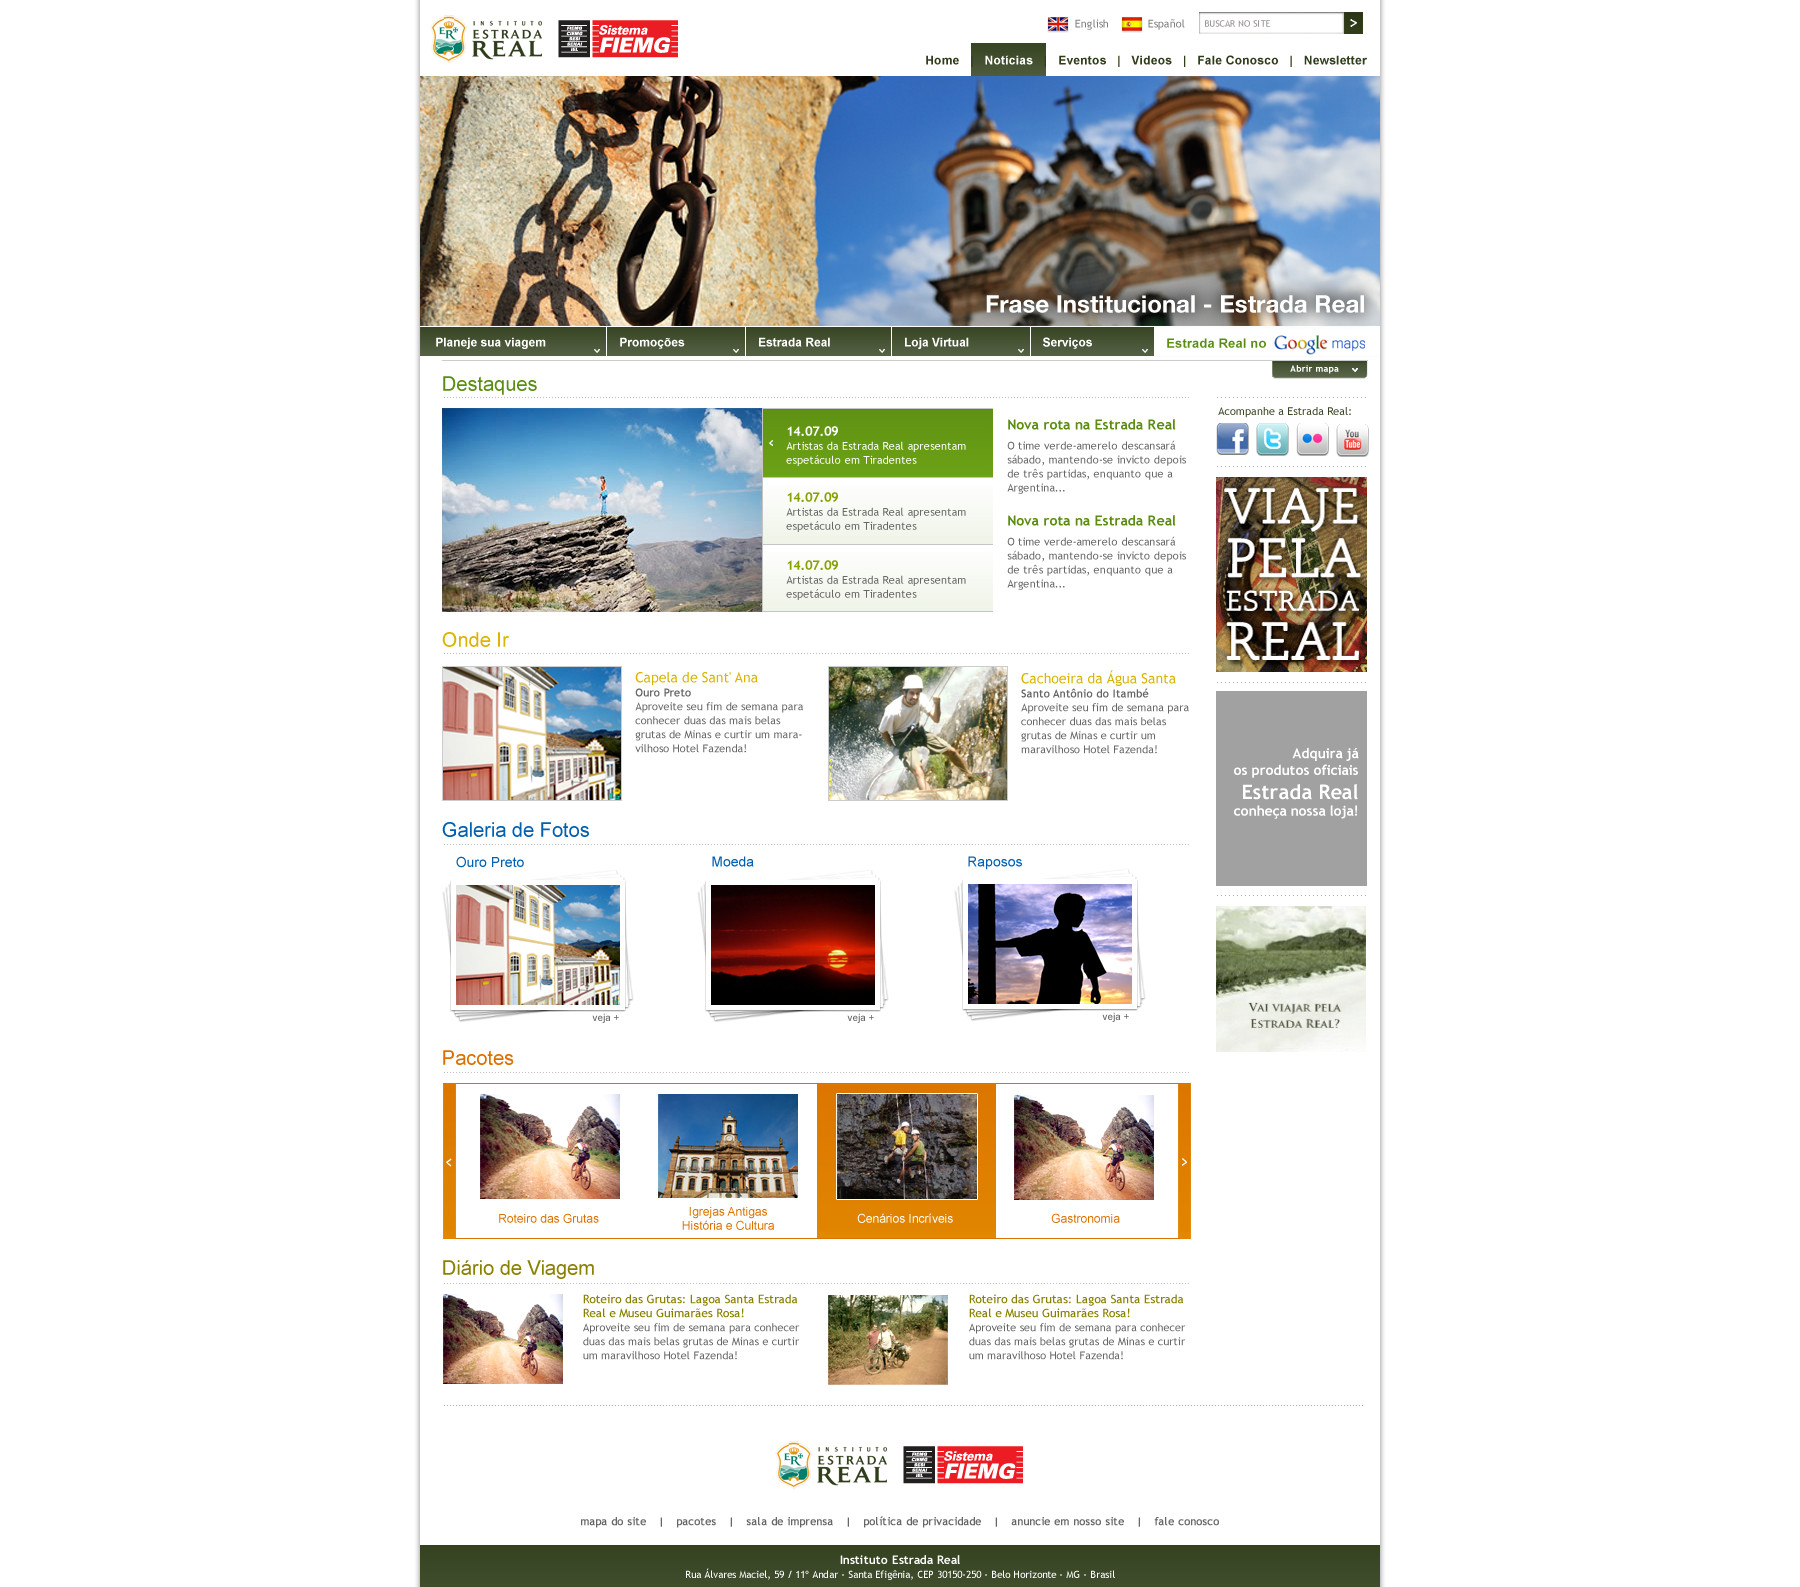 INSTITUTO
ESTRADA
REAL
FIEMG
CIEMG
SESI
SENAI
IEL
Sistema
FIEMG
English
Español
BUSCAR NO SITE
>
Home
Notícias
Eventos | Vídeos | Fale Conosco | Newsletter
Frase Institucional - Estrada Real
Planeje sua viagem
Promoções
Estrada Real
Loja Virtual
Serviços
Estrada Real no Google maps
Abrir mapa
Destaques
14.07.09
Artistas da Estrada Real apresentam
espetáculo em Tiradentes
14.07.09
Artistas da Estrada Real apresentam
espetáculo em Tiradentes
14.07.09
Artistas da Estrada Real apresentam
espetáculo em Tiradentes
Nova rota na Estrada Real
O time verde-amerelo descansará
sábado, mantendo-se invicto depois
de três partidas, enquanto que a
Argentina...
Nova rota na Estrada Real
O time verde-amerelo descansará
sábado, mantendo-se invicto depois
de três partidas, enquanto que a
Argentina...
Acompanhe a Estrada Real:
You
Tube
VIAJE
PELA
ESTRADA
REAL
Adquira já
os produtos oficiais
Estrada Real
conheça nossa loja!
VAI VIAJAR PELA
ESTRADA REAL?
Onde Ir
Capela de Sant' Ana
Ouro Preto
Aproveite seu fim de semana para
conhecer duas das mais belas
grutas de Minas e curtir um mara-
vilhoso Hotel Fazenda!
Cachoeira da Água Santa
Santo Antônio do Itambé
Aproveite seu fim de semana para
conhecer duas das mais belas
grutas de Minas e curtir um
maravilhoso Hotel Fazenda!
Galeria de Fotos
Ouro Preto
veja +
Moeda
veja +
Raposos
veja +
Pacotes
Roteiro das Grutas
Igrejas Antigas
História e Cultura
Cenários Incríveis
Gastronomia
Diário de Viagem
Roteiro das Grutas: Lagoa Santa Estrada
Real e Museu Guimarães Rosa!
Aproveite seu fim de semana para conhecer
duas das mais belas grutas de Minas e curtir
um maravilhoso Hotel Fazenda!
Roteiro das Grutas: Lagoa Santa Estrada
Real e Museu Guimarães Rosa!
Aproveite seu fim de semana para conhecer
duas das mais belas grutas de Minas e curtir
um maravilhoso Hotel Fazenda!
INSTITUTO
ESTRADA
REAL
FIEMG
CIEMG
SESI
SENAI
IEL
Sistema
FIEMG
mapa do site | pacotes | sala de imprensa | política de privacidade | anuncie em nosso site | fale conosco
Instituto Estrada Real
Rua Álvares Maciel, 59 / 11º Andar - Santa Efigênia, CEP 30150-250 - Belo Horizonte - MG - Brasil